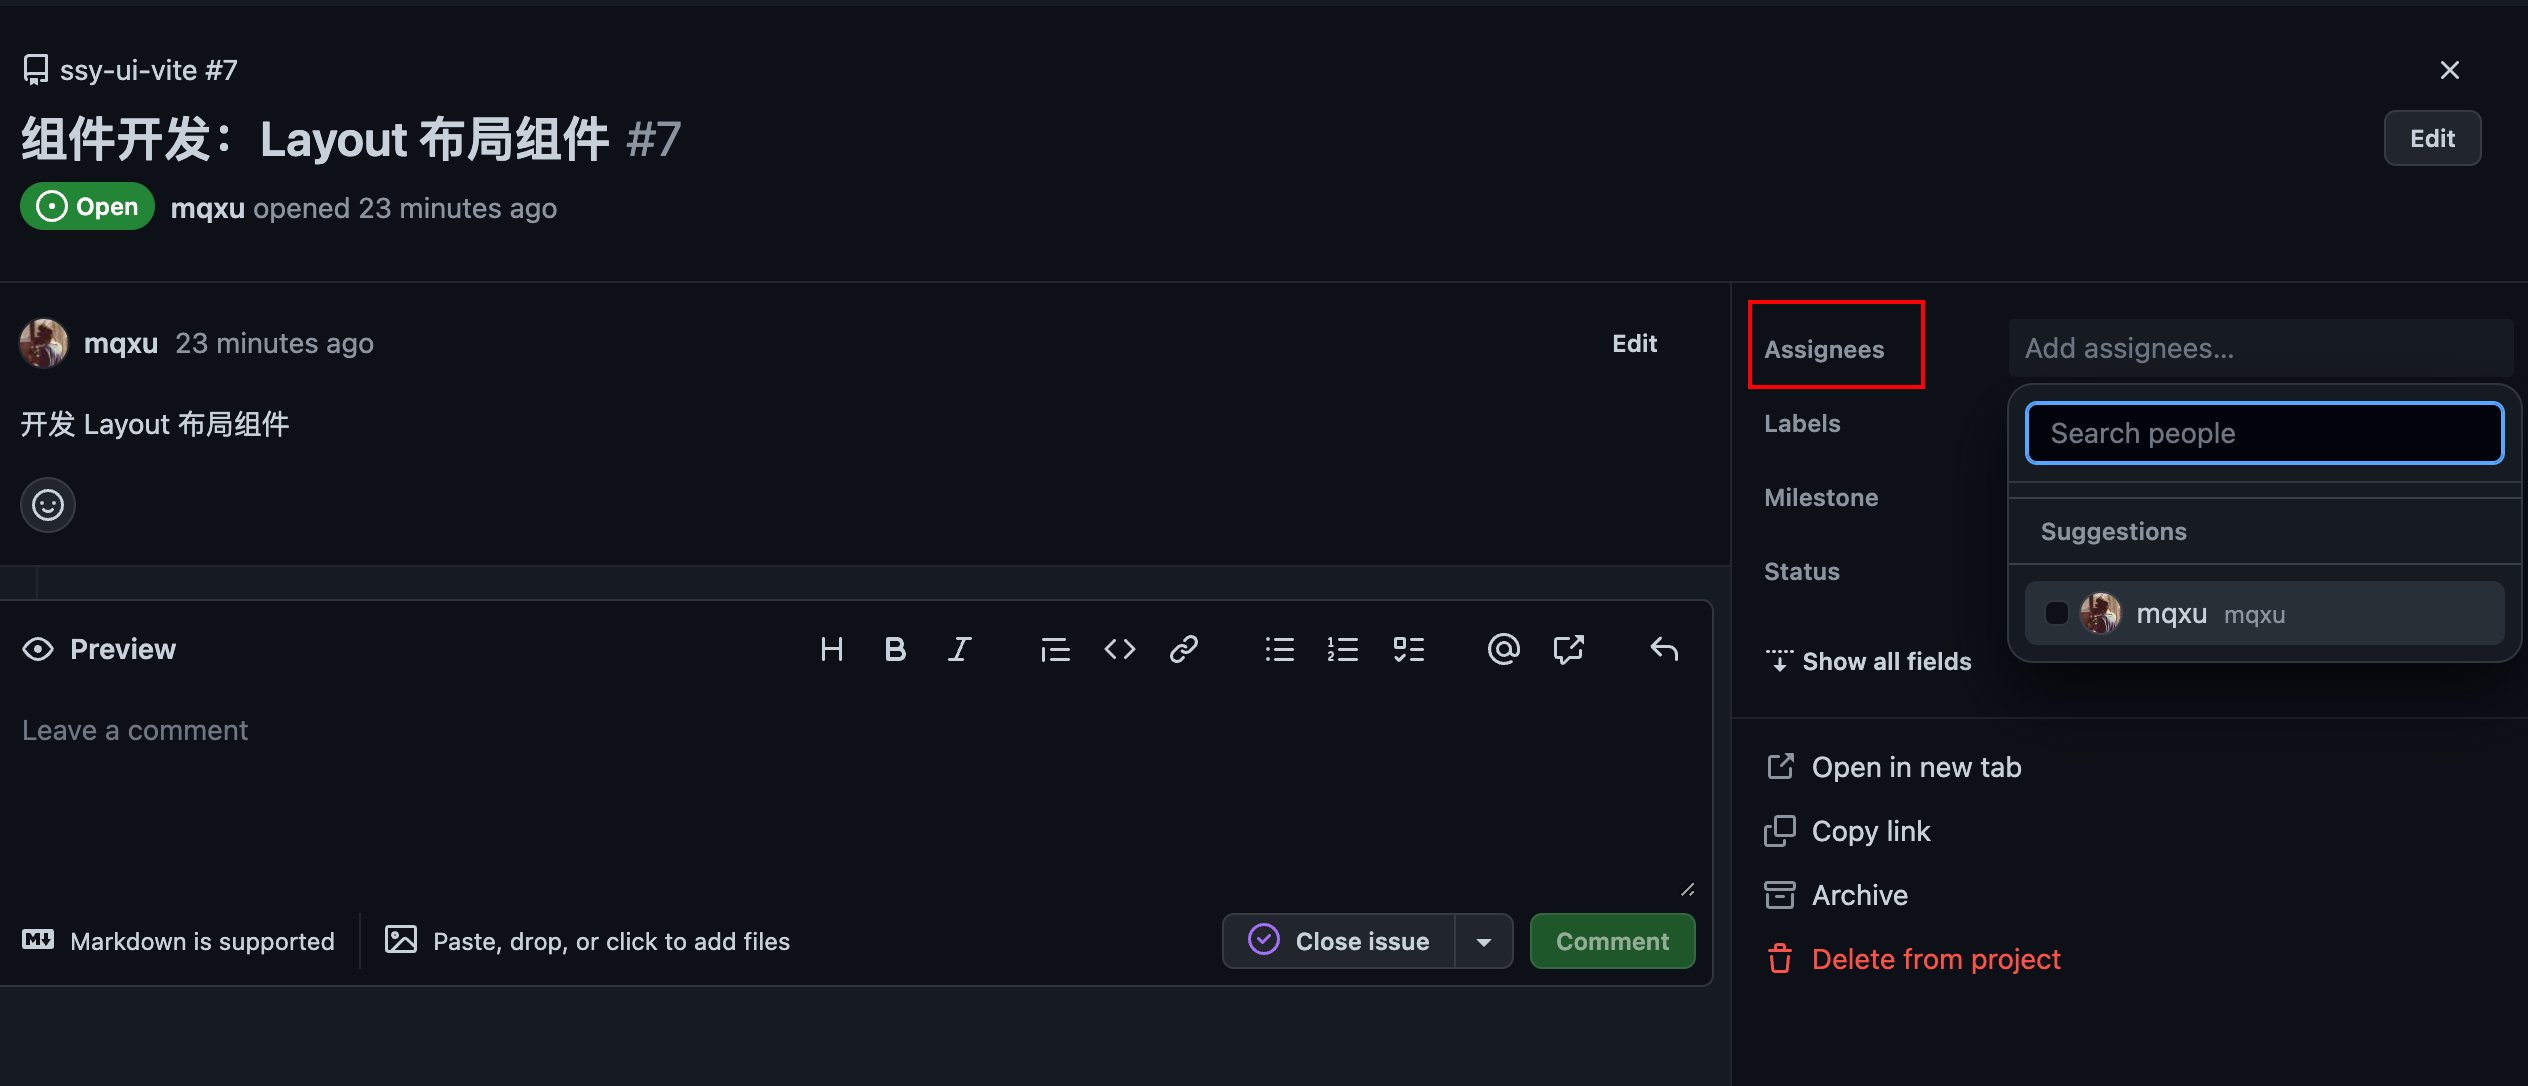 ssy-ui-vite #7
组件开发：Layout 布局组件 #7
Edit
Open
mqxu opened 23 minutes ago
mqxu 23 minutes ago
Edit
开发 Layout 布局组件
Preview
Leave a comment
Markdown is supported
Paste, drop, or click to add files
Close issue
Comment
Assignees
Add assignees...
Search people
Suggestions
mqxu mqxu
Labels
Milestone
Status
Show all fields
Open in new tab
Copy link
Archive
Delete from project